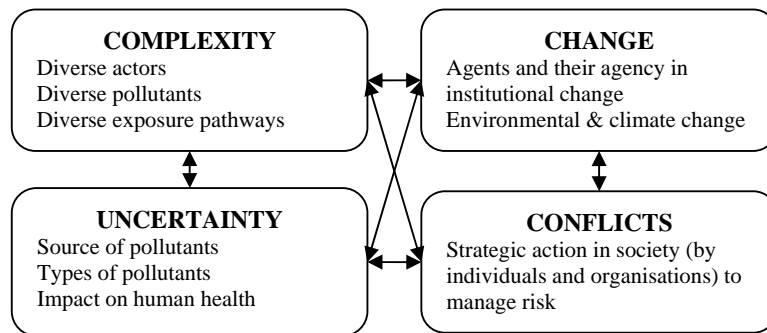 COMPLEXITY
Diverse actors
Diverse pollutants
Diverse exposure pathways
CHANGE
Agents and their agency in
institutional change
Environmental & climate change
UNCERTAINTY
Source of pollutants
Types of pollutants
Impact on human health
CONFLICTS
Strategic action in society (by
individuals and organisations) to
manage risk